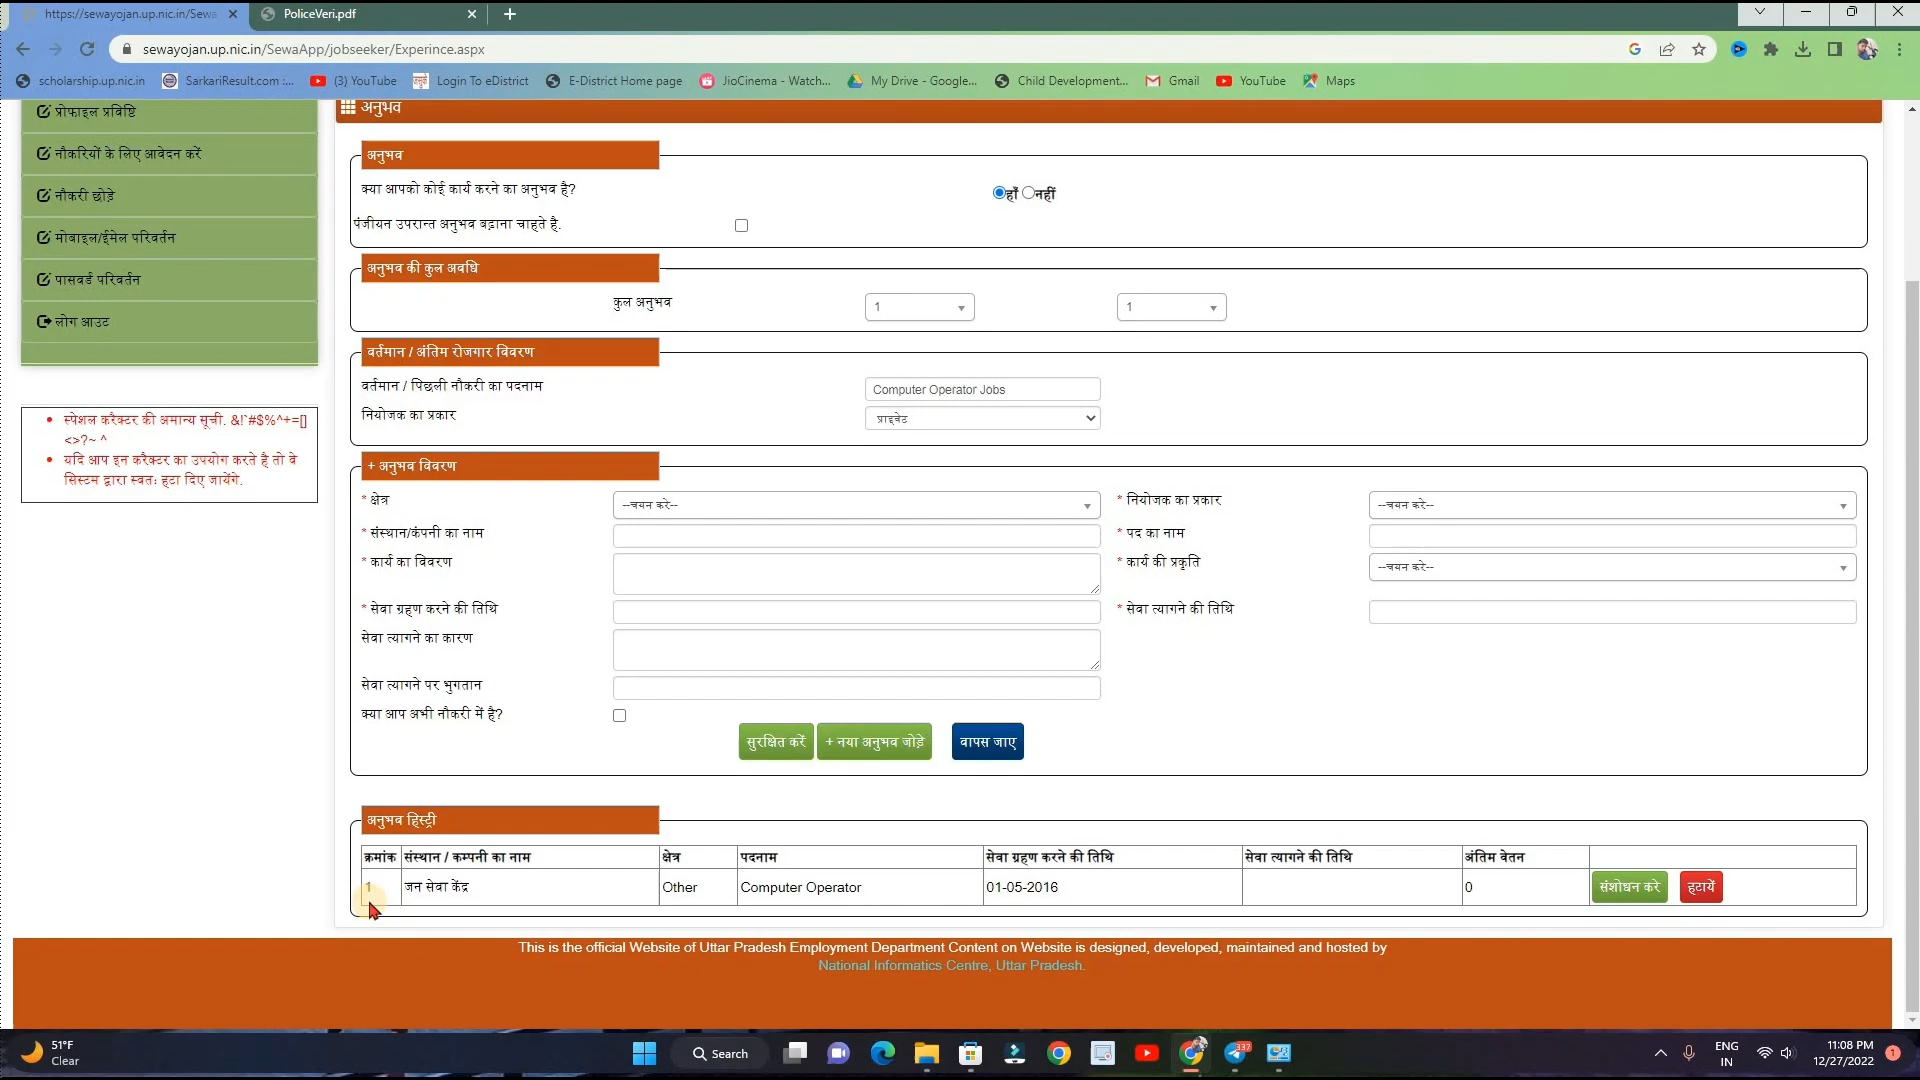 https://sewayojan.up.nic.in/Sewa
PoliceVeri.pdf
sewayojan.up.nic.in/SewaApp/jobseeker/Experince.aspx
scholarship.up.nic.in
SarkariResult.com :...
(3) YouTube
Login To eDistrict
E-District Home page
JioCinema - Watch...
My Drive - Google...
Child Development...
Gmail
YouTube
Maps
प्रोफाइल प्रविष्टि
नौकरियों के लिए आवेदन करें
नौकरी छोड़े
मोबाइल/ईमेल परिवर्तन
पासवर्ड परिवर्तन
लोग आउट
स्पेशल करैक्टर की अमान्य सूची. &!`#$%^+=[]
<>?~ ^
यदि आप इन करैक्टर का उपयोग करते है तो वे
सिस्टम द्वारा स्वतः हटा दिए जायेंगे.
अनुभव
अनुभव
क्या आपको कोई कार्य करने का अनुभव है? हाँ नहीं
पंजीयन उपरान्त अनुभव बढ़ाना चाहते है.
अनुभव की कुल अवधि
कुल अनुभव 1 1
वर्तमान / अंतिम रोजगार विवरण
वर्तमान / पिछली नौकरी का पदनाम Computer Operator Jobs
नियोजक का प्रकार प्राइवेट
+ अनुभव विवरण
* क्षेत्र --चयन करे-- * नियोजक का प्रकार --चयन करे--
* संस्थान/कंपनी का नाम * पद का नाम
* कार्य का विवरण * कार्य की प्रकृति --चयन करे--
* सेवा ग्रहण करने की तिथि * सेवा त्यागने की तिथि
सेवा त्यागने का कारण
सेवा त्यागने पर भुगतान
क्या आप अभी नौकरी में है?
सुरक्षित करें + नया अनुभव जोड़े वापस जाए
अनुभव हिस्ट्री
क्रमांक संस्थान / कम्पनी का नाम क्षेत्र पदनाम सेवा ग्रहण करने की तिथि सेवा त्यागने की तिथि अंतिम वेतन
1 जन सेवा केंद्र Other Computer Operator 01-05-2016 0 संशोधन करे हटायें
This is the official Website of Uttar Pradesh Employment Department Content on Website is designed, developed, maintained and hosted by
National Informatics Centre, Uttar Pradesh.
51°F
Clear
Search
337
ENG
IN
11:08 PM
12/27/2022
1